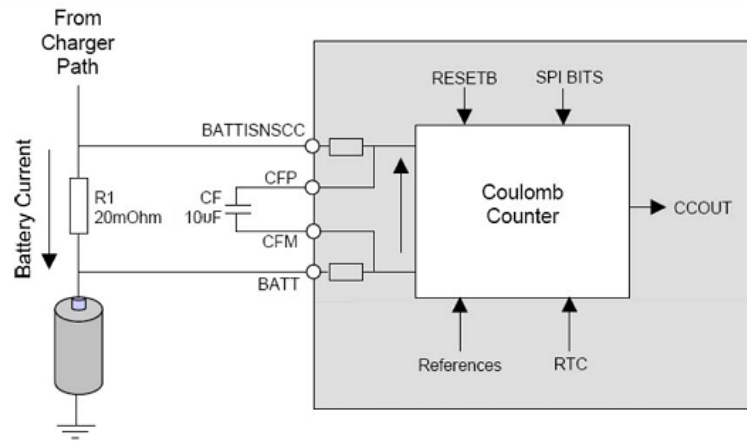 From
Charger
Path
Battery Current
R1
20mOhm
CF
10uF
BATTISNSCC
CFP
CFM
BATT
RESETB
SPI BITS
Coulomb
Counter
CCOUT
References
RTC